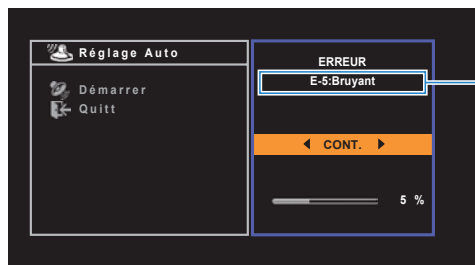 Réglage Auto
Démarrer
Quitt
ERREUR
E-5:Bruyant
CONT.
5 %